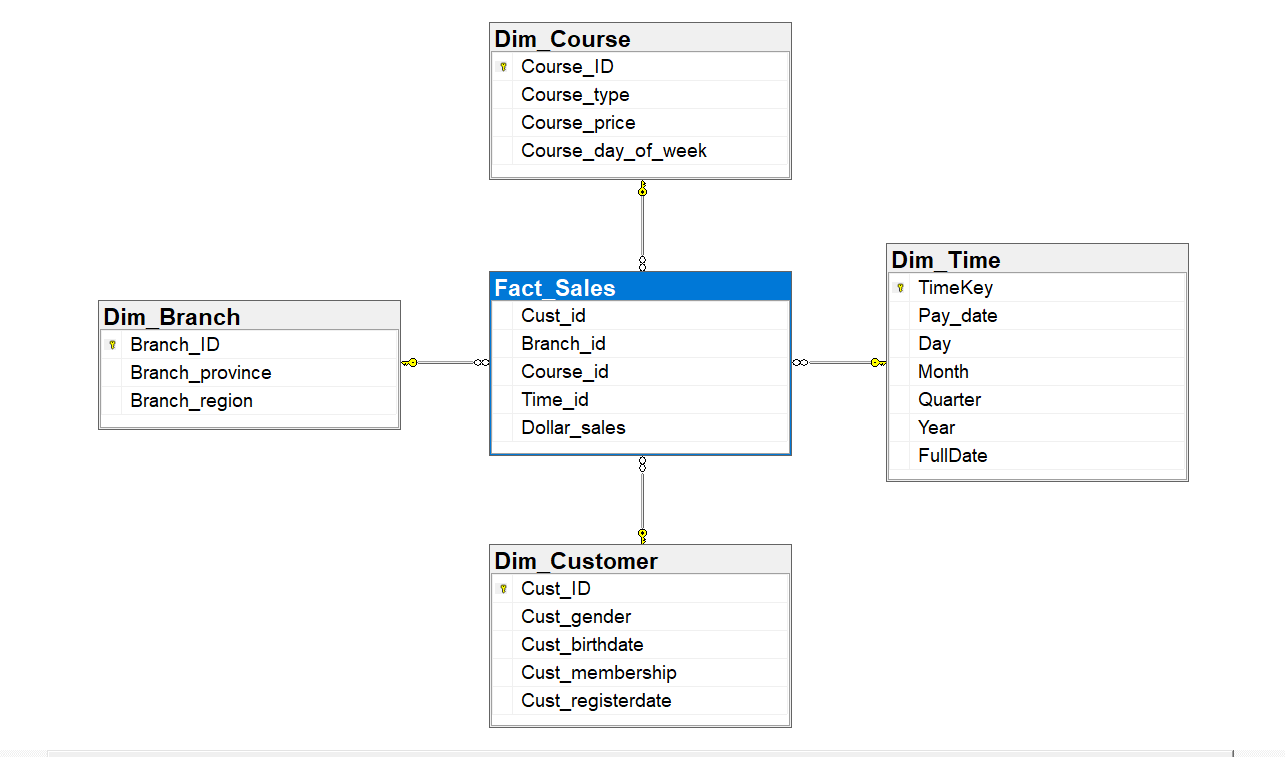 Dim_Course
Course_ID
Course_type
Course_price
Course_day_of_week
Dim_Branch
Branch_ID
Branch_province
Branch_region
Fact_Sales
Cust_id
Branch_id
Course_id
Time_id
Dollar_sales
Dim_Time
TimeKey
Pay_date
Day
Month
Quarter
Year
FullDate
Dim_Customer
Cust_ID
Cust_gender
Cust_birthdate
Cust_membership
Cust_registerdate